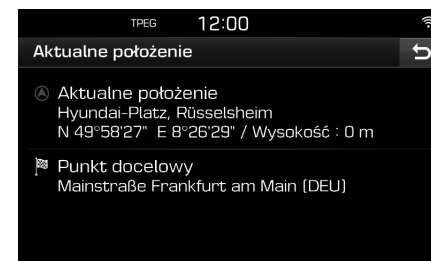 TPEG 12:00
Aktualne położenie
Aktualne położenie
Hyundai-Platz, Rüsselsheim
N 49°58'27" E 8°26'29" / Wysokość : 0 m
Punkt docelowy
Mainstraße Frankfurt am Main (DEU)